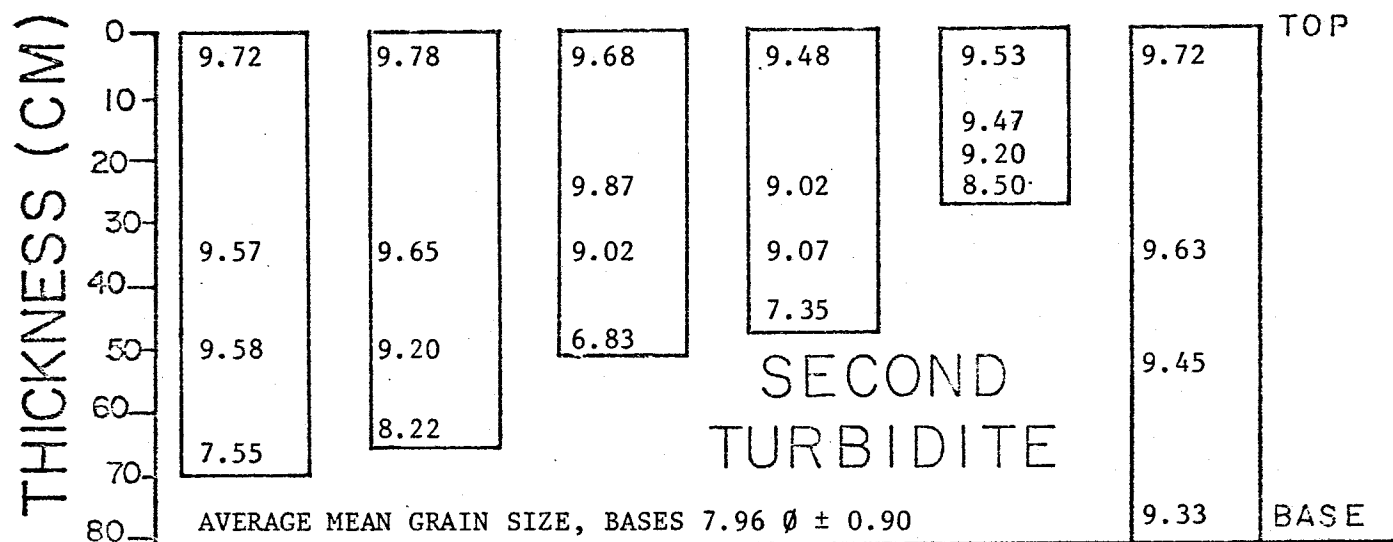 THICKNESS (CM)
0 10 20 30 40 50 60 70 80
TOP
9.72 9.78 9.68 9.48 9.53 9.72
9.47
9.20
9.87 9.02 8.50
9.57 9.65 9.02 9.07 9.63
7.35
9.58 9.20 6.83 9.45
SECOND
TURBIDITE
8.22
7.55
AVERAGE MEAN GRAIN SIZE, BASES 7.96 Ø ± 0.90
9.33 BASE